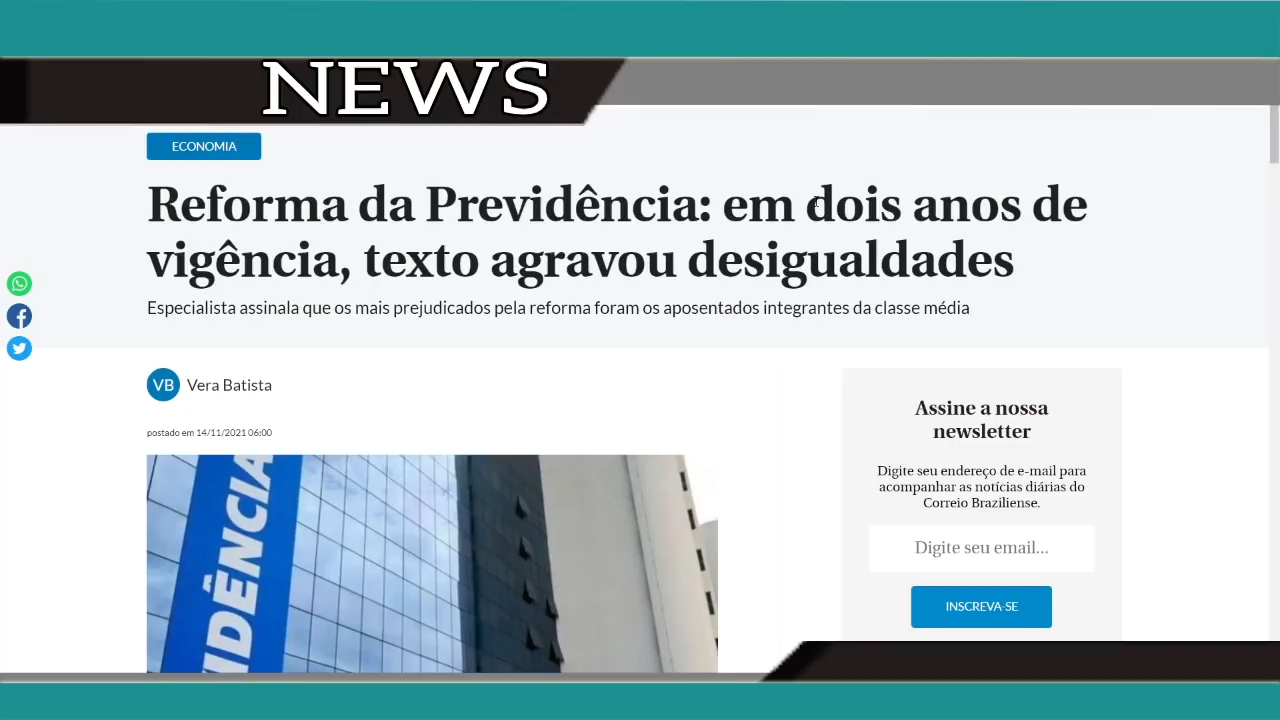 NEWS
ECONOMIA
Reforma da Previdência: em dois anos de
vigência, texto agravou desigualdades
Especialista assinala que os mais prejudicados pela reforma foram os aposentados integrantes da classe média
VB Vera Batista
postado em 14/11/2021 06:00
IDÊNCIA
Assine a nossa
newsletter
Digite seu endereço de e-mail para
acompanhar as notícias diárias do
Correio Braziliense.
Digite seu email...
INSCREVA-SE